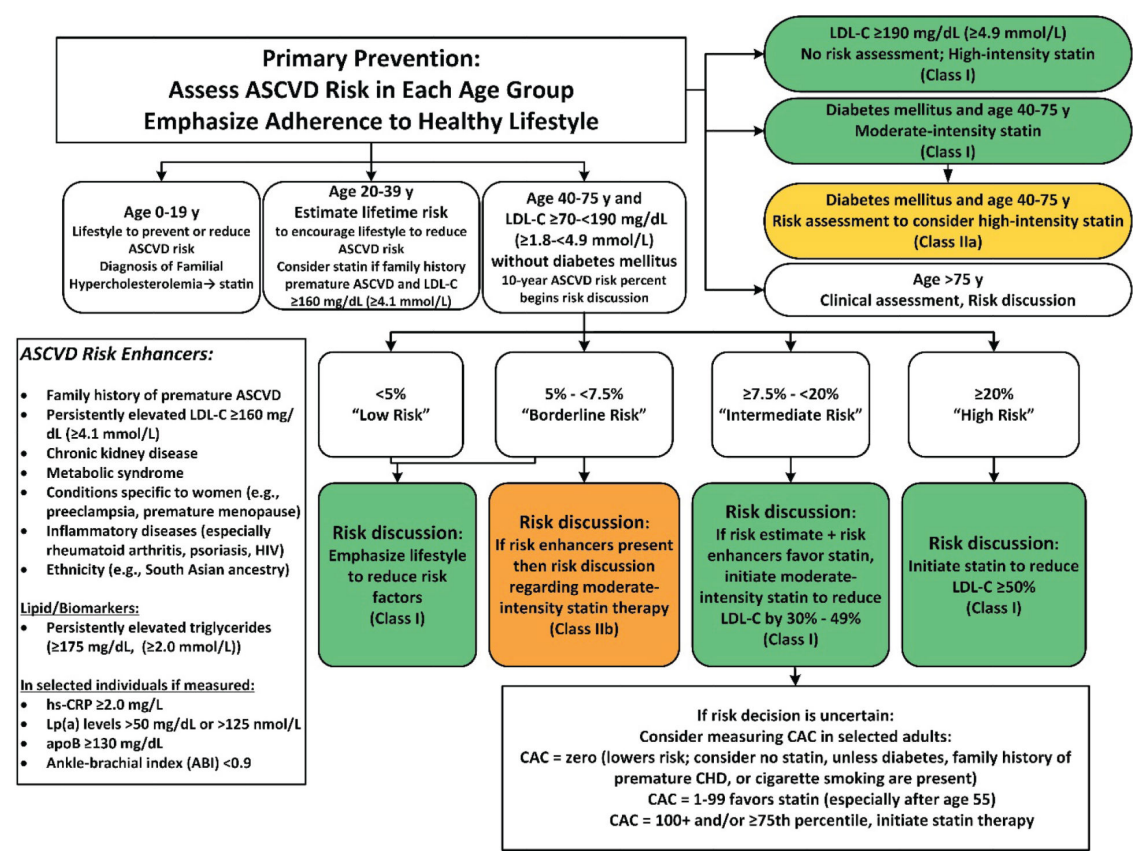 Primary Prevention:
Assess ASCVD Risk in Each Age Group
Emphasize Adherence to Healthy Lifestyle
LDL-C ≥190 mg/dL (≥4.9 mmol/L)
No risk assessment; High-intensity statin
(Class I)
Diabetes mellitus and age 40-75 y
Moderate-intensity statin
(Class I)
Diabetes mellitus and age 40-75 y
Risk assessment to consider high-intensity statin
(Class IIa)
Age >75 y
Clinical assessment, Risk discussion
Age 0-19 y
Lifestyle to prevent or reduce
ASCVD risk
Diagnosis of Familial
Hypercholesterolemia→ statin
Age 20-39 y
Estimate lifetime risk
to encourage lifestyle to reduce
ASCVD risk
Consider statin if family history
premature ASCVD and LDL-C
≥160 mg/dL (≥4.1 mmol/L)
Age 40-75 y and
LDL-C ≥70-<190 mg/dL
(≥1.8-<4.9 mmol/L)
without diabetes mellitus
10-year ASCVD risk percent
begins risk discussion
<5%
“Low Risk”
5% - <7.5%
“Borderline Risk”
≥7.5% - <20%
“Intermediate Risk”
≥20%
“High Risk”
Risk discussion:
Emphasize lifestyle
to reduce risk
factors
(Class I)
Risk discussion:
If risk enhancers present
then risk discussion
regarding moderate-
intensity statin therapy
(Class IIb)
Risk discussion:
If risk estimate + risk
enhancers favor statin,
initiate moderate-
intensity statin to reduce
LDL-C by 30% - 49%
(Class I)
Risk discussion:
Initiate statin to reduce
LDL-C ≥50%
(Class I)
If risk decision is uncertain:
Consider measuring CAC in selected adults:
CAC = zero (lowers risk; consider no statin, unless diabetes, family history of
premature CHD, or cigarette smoking are present)
CAC = 1-99 favors statin (especially after age 55)
CAC = 100+ and/or ≥75th percentile, initiate statin therapy
ASCVD Risk Enhancers:
• Family history of premature ASCVD
• Persistently elevated LDL-C ≥160 mg/
dL (≥4.1 mmol/L)
• Chronic kidney disease
• Metabolic syndrome
• Conditions specific to women (e.g.,
preeclampsia, premature menopause)
• Inflammatory diseases (especially
rheumatoid arthritis, psoriasis, HIV)
• Ethnicity (e.g., South Asian ancestry)
Lipid/Biomarkers:
• Persistently elevated triglycerides
(≥175 mg/dL, (≥2.0 mmol/L))
In selected individuals if measured:
• hs-CRP ≥2.0 mg/L
• Lp(a) levels >50 mg/dL or >125 nmol/L
• apoB ≥130 mg/dL
• Ankle-brachial index (ABI) <0.9